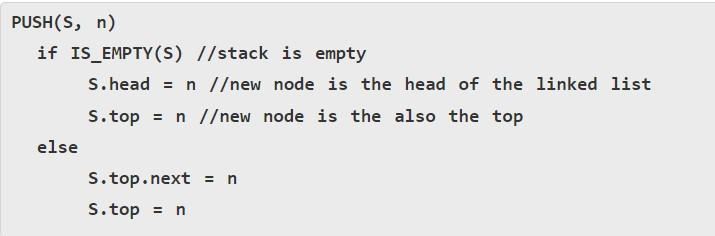 PUSH(S, n)
if IS_EMPTY(S) //stack is empty
S.head = n //new node is the head of the linked list
S.top = n //new node is the also the top
else
S.top.next = n
S.top = n